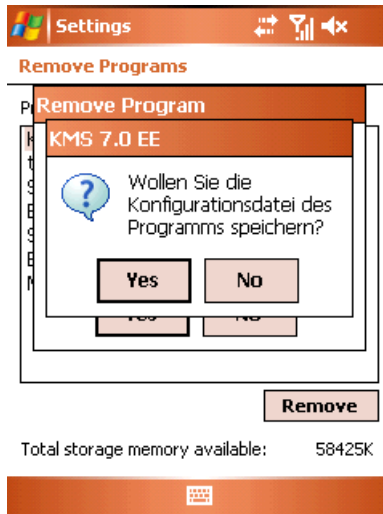 Settings
Remove Programs
Remove Program
KMS 7.0 EE
Wollen Sie die
Konfigurationsdatei des
Programms speichern?
Yes No
Remove
Total storage memory available: 58425K